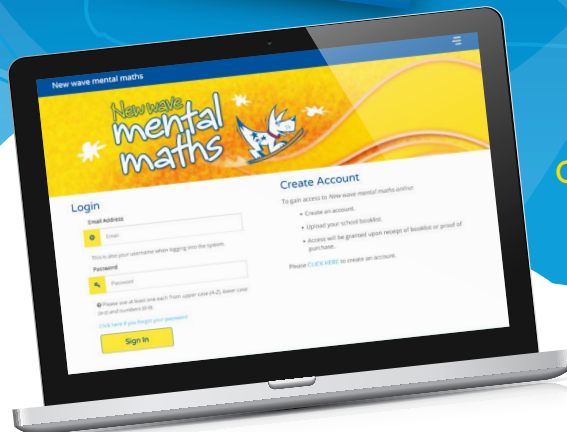 New wave mental maths
New wave
mental
maths
Login
Email Address
Email
This is also your username when logging into the system.
Password
Password
Please use at least one each from upper case (A-Z), lower case
(a-z) and numbers (0-9).
Click here if you forgot your password
Sign In
Create Account
To gain access to New wave mental maths online:
• Create an account.
• Upload your school booklist.
• Access will be granted upon receipt of booklist or proof of
purchase.
Please CLICK HERE to create an account.